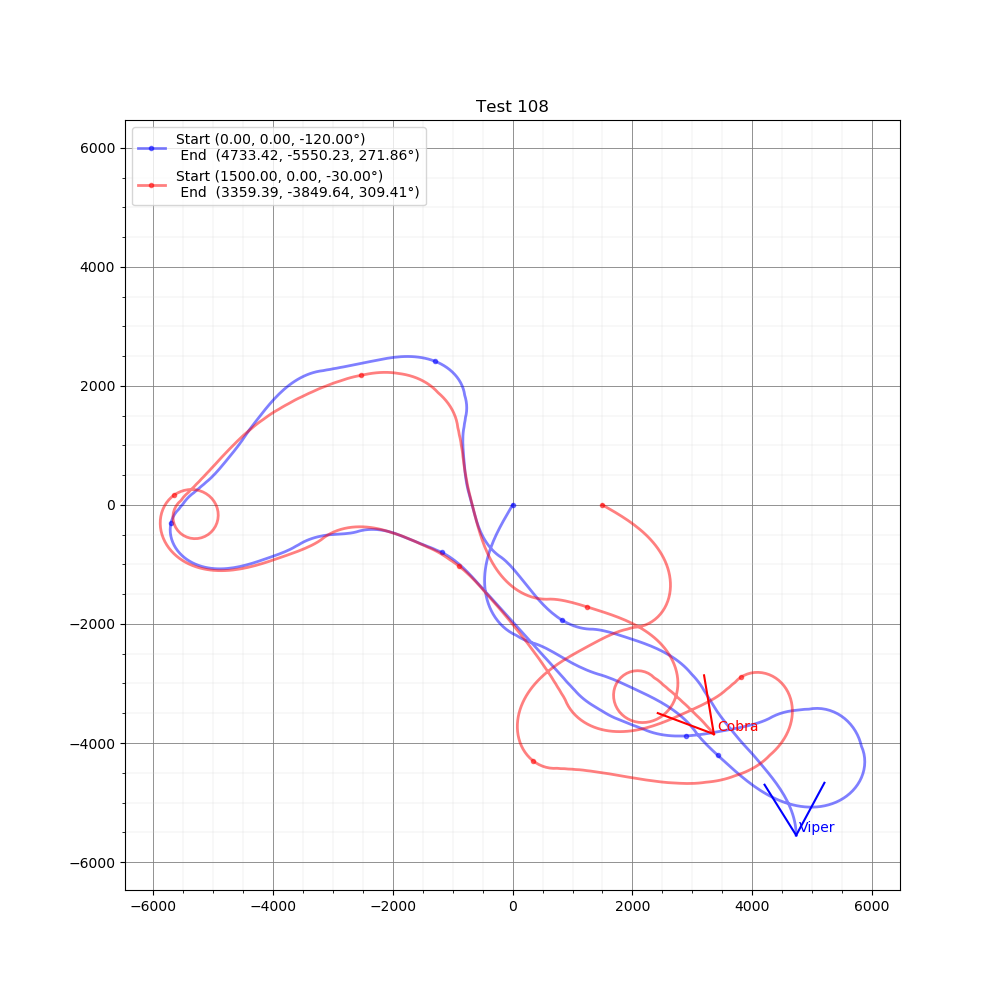 Test 108
Start (0.00, 0.00, -120.00°)
End  (4733.42, -5550.23, 271.86°)
Start (1500.00, 0.00, -30.00°)
End  (3359.39, -3849.64, 309.41°)
6000
4000
2000
0
−2000
−4000
−6000
Cobra
Viper
−6000 −4000 −2000 0 2000 4000 6000